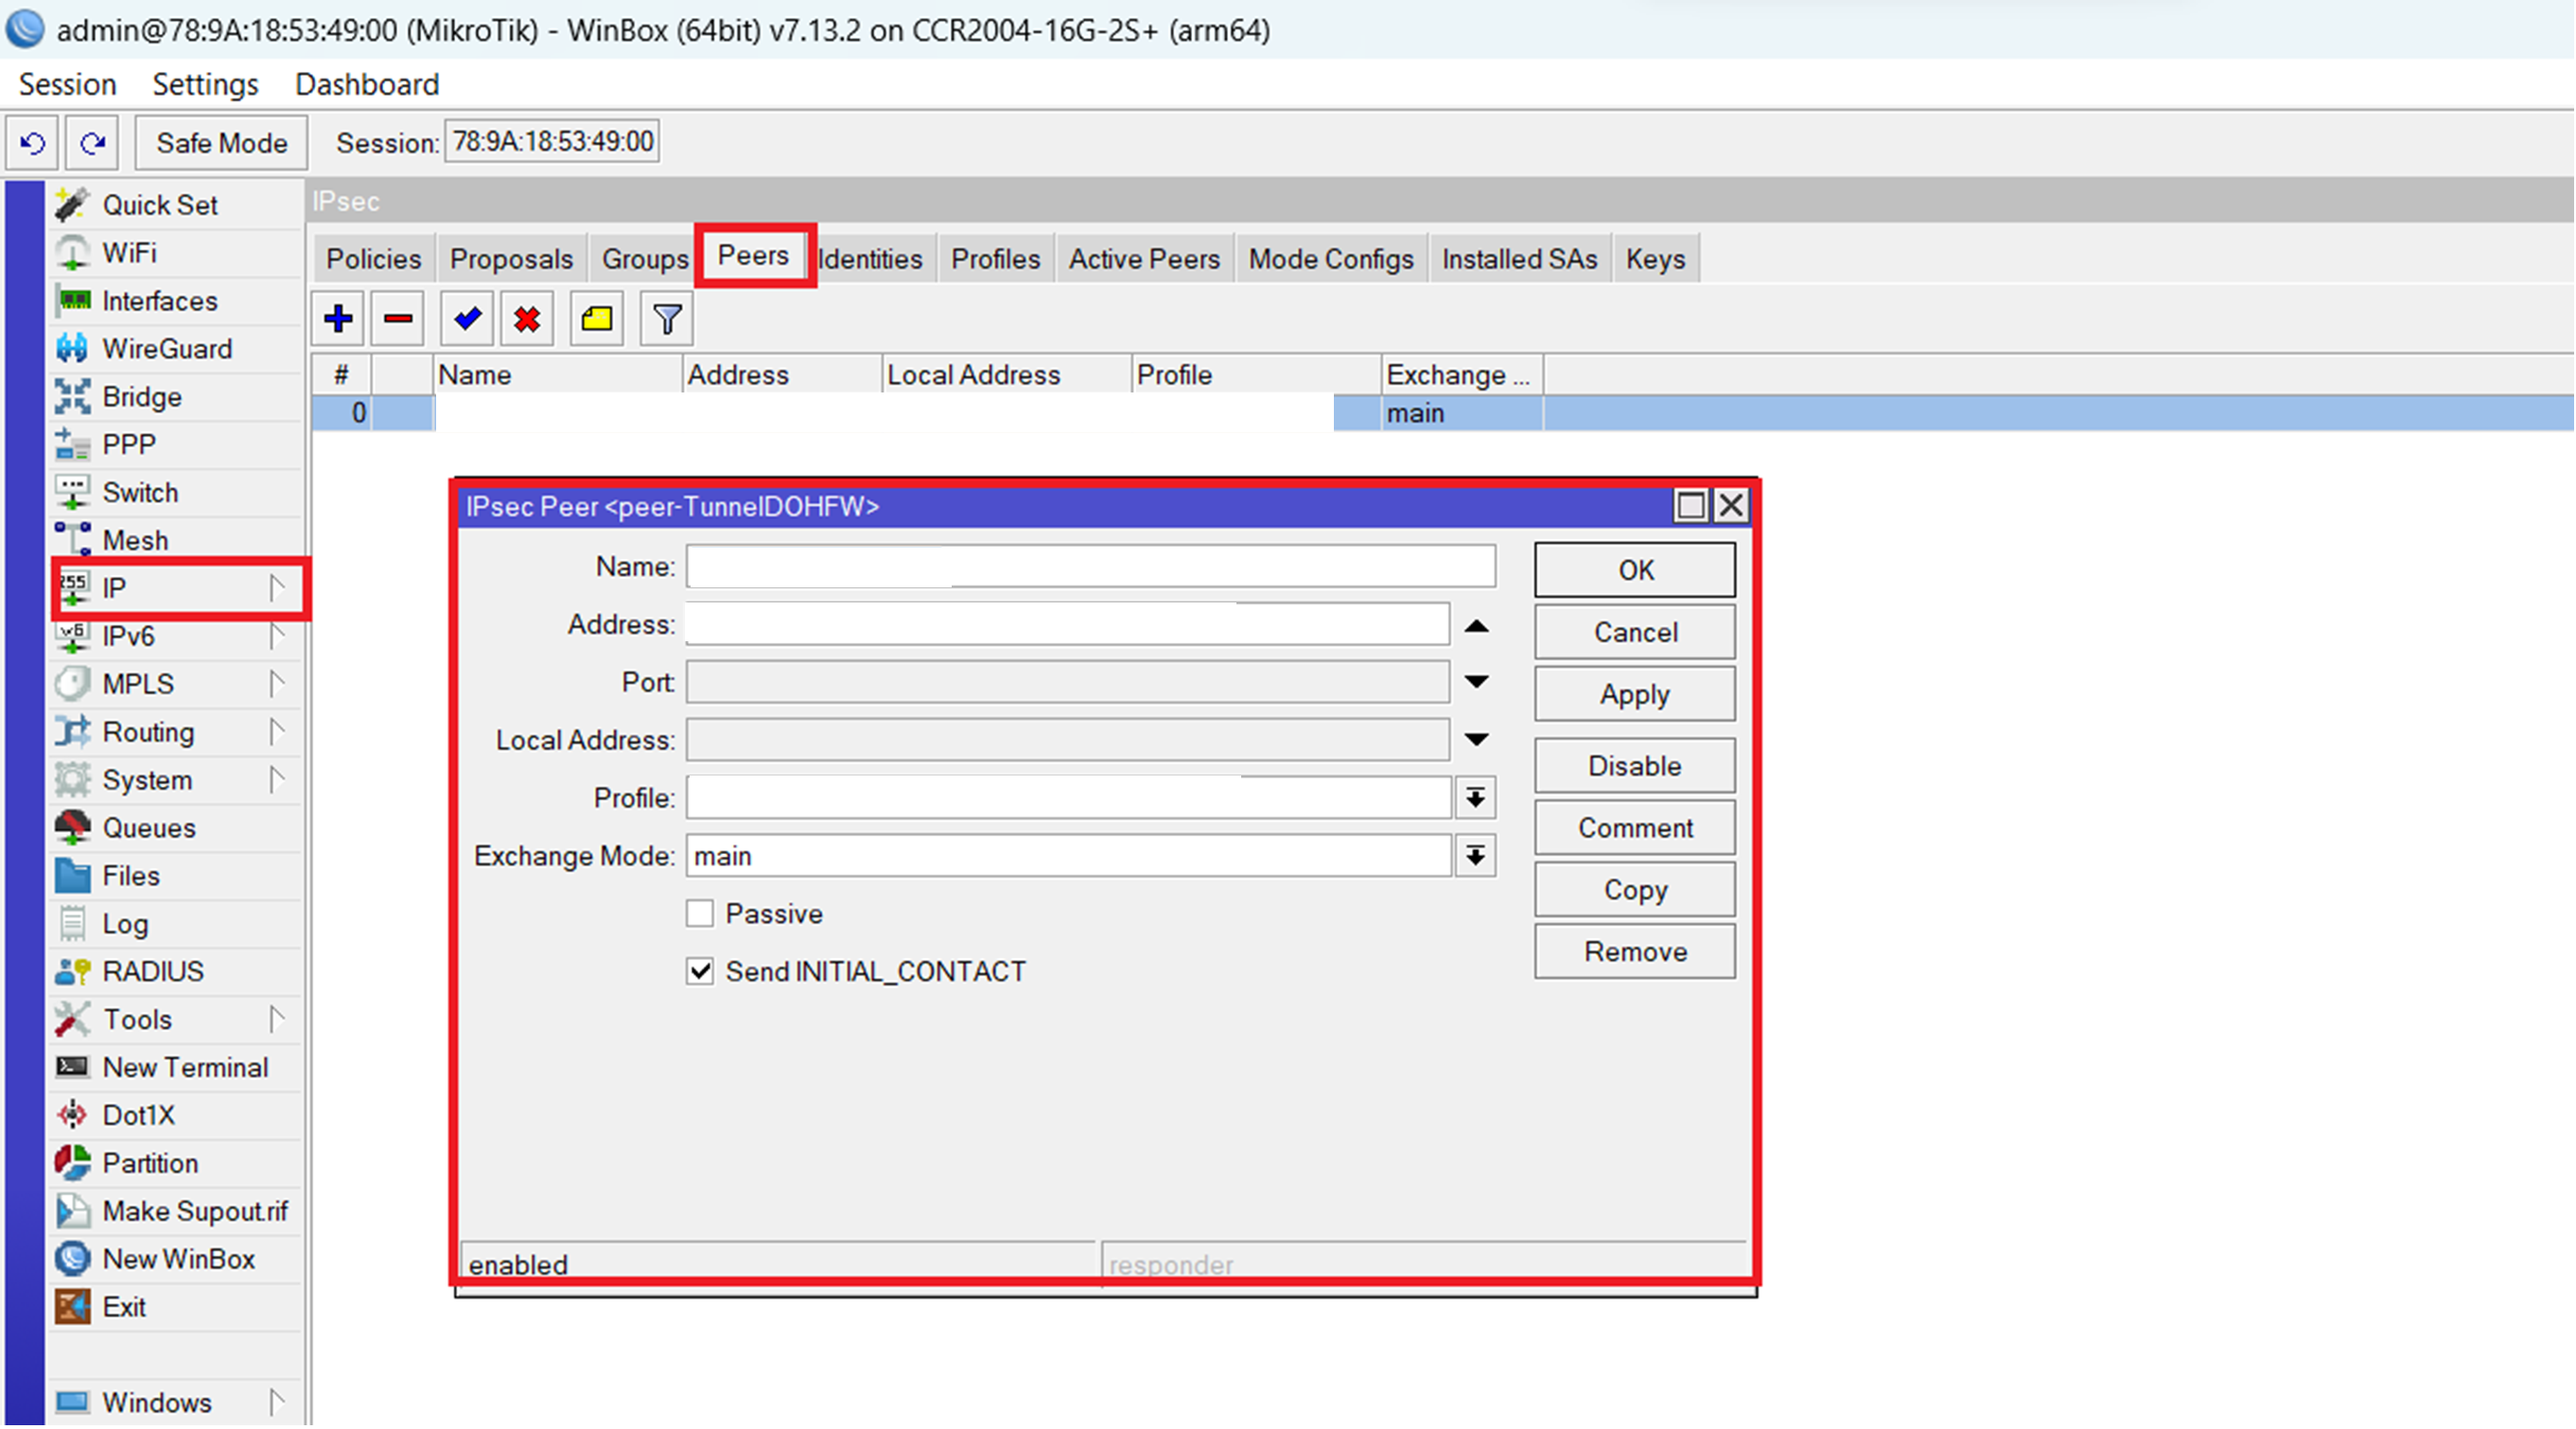 admin@78:9A:18:53:49:00 (MikroTik) - WinBox (64bit) v7.13.2 on CCR2004-16G-2S+ (arm64)
Session Settings Dashboard
Safe Mode Session: 78:9A:18:53:49:00
IPsec
Policies Proposals Groups Peers Identities Profiles Active Peers Mode Configs Installed SAs Keys
# Name Address Local Address Profile Exchange ...
0 main
Quick Set
WiFi
Interfaces
WireGuard
Bridge
PPP
Switch
Mesh
255 IP
v6 IPv6
MPLS
Routing
System
Queues
Files
Log
RADIUS
Tools
New Terminal
Dot1X
Partition
Make Supout.rif
New WinBox
Exit
Windows
IPsec Peer <peer-TunnelDOHFW>
Name:
Address:
Port:
Local Address:
Profile:
Exchange Mode: main
Passive
Send INITIAL_CONTACT
OK
Cancel
Apply
Disable
Comment
Copy
Remove
enabled responder